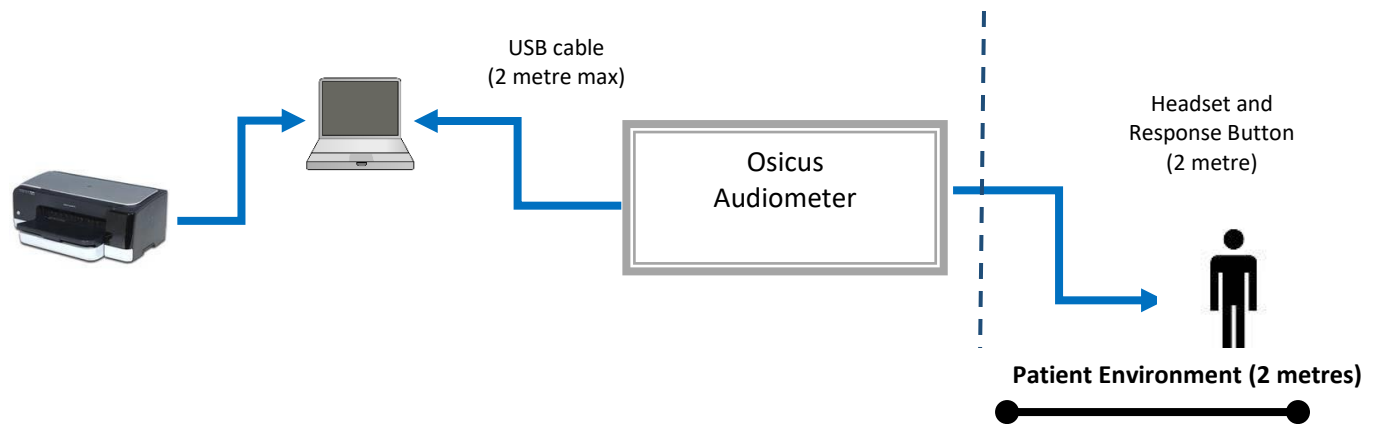 USB cable
(2 metre max)
Osicus
Audiometer
Headset and
Response Button
(2 metre)
Patient Environment (2 metres)